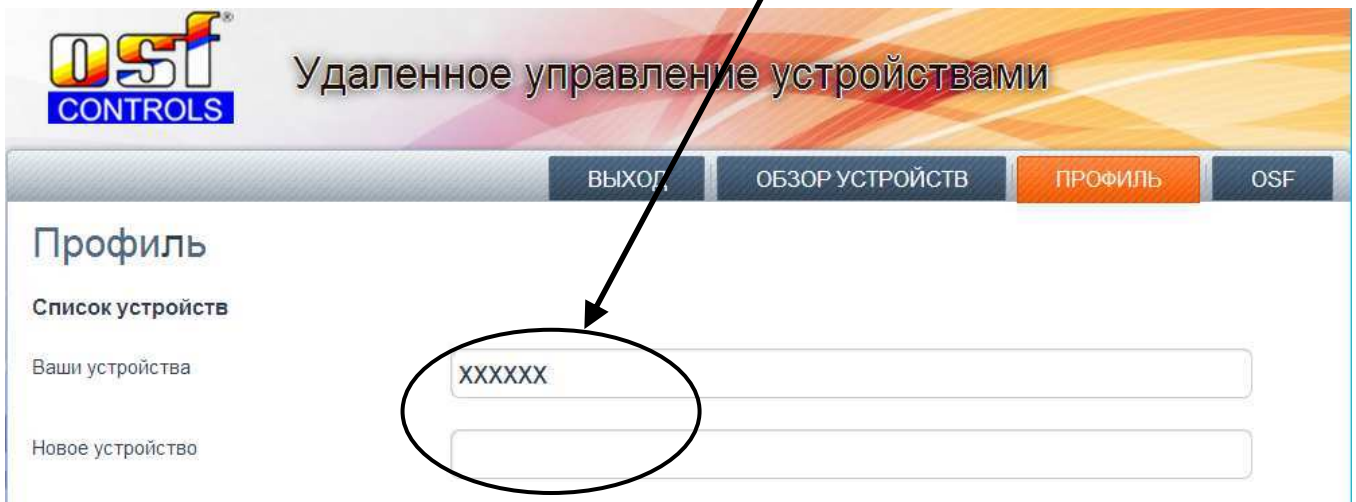 osf®
CONTROLS
Удаленное управление устройствами
ВЫХОД ОБЗОР УСТРОЙСТВ ПРОФИЛЬ OSF
Профиль
Список устройств
Ваши устройства XXXXXX
Новое устройство